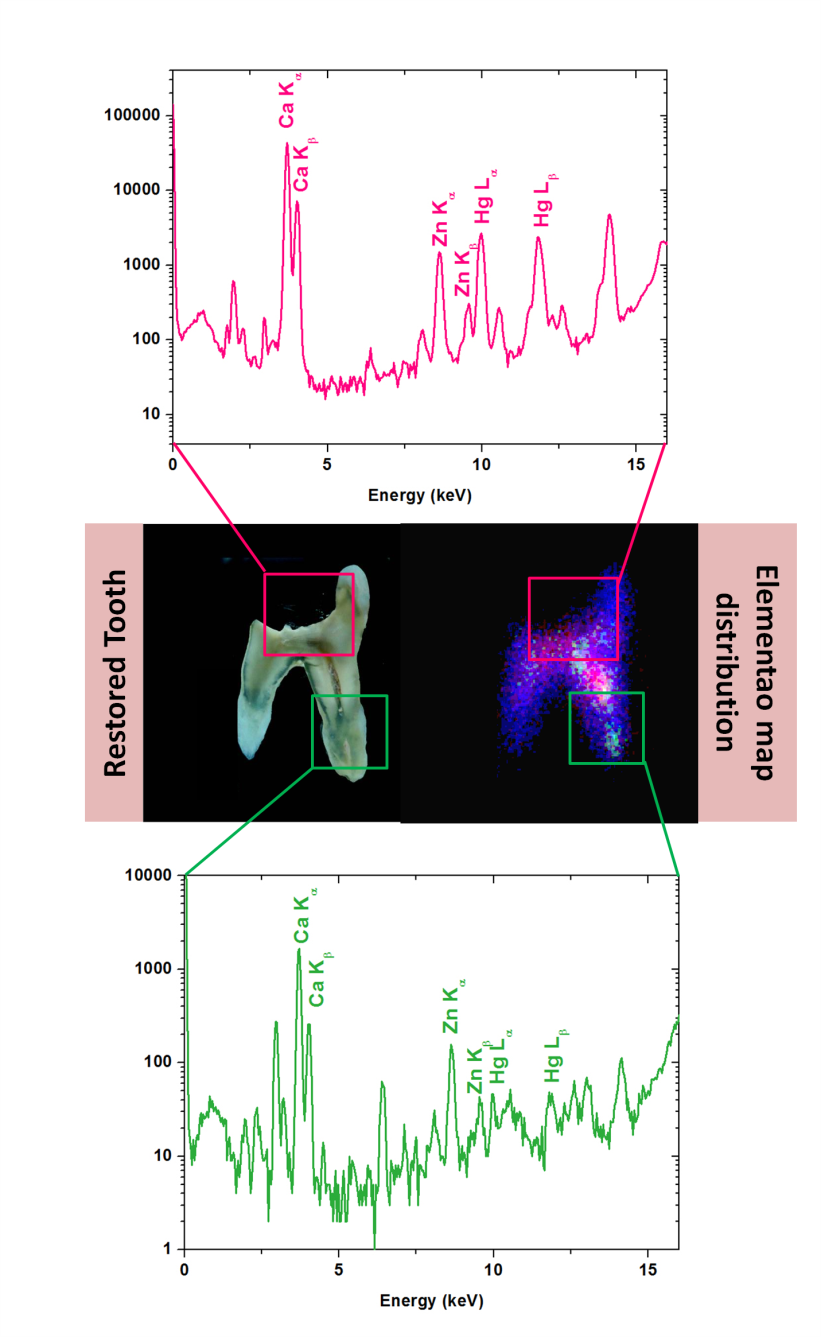 100000
10000
1000
100
10
0
5
10
15
Energy (keV)
Ca Kα
Ca Kβ
Zn Kα
Zn Kβ
Hg Lα
Hg Lβ
Restored Tooth
Elementao map
distribution
10000
1000
100
10
1
0
5
10
15
Energy (keV)
Ca Kα
Ca Kβ
Zn Kα
Zn Kβ
Hg Lα
Hg Lβ